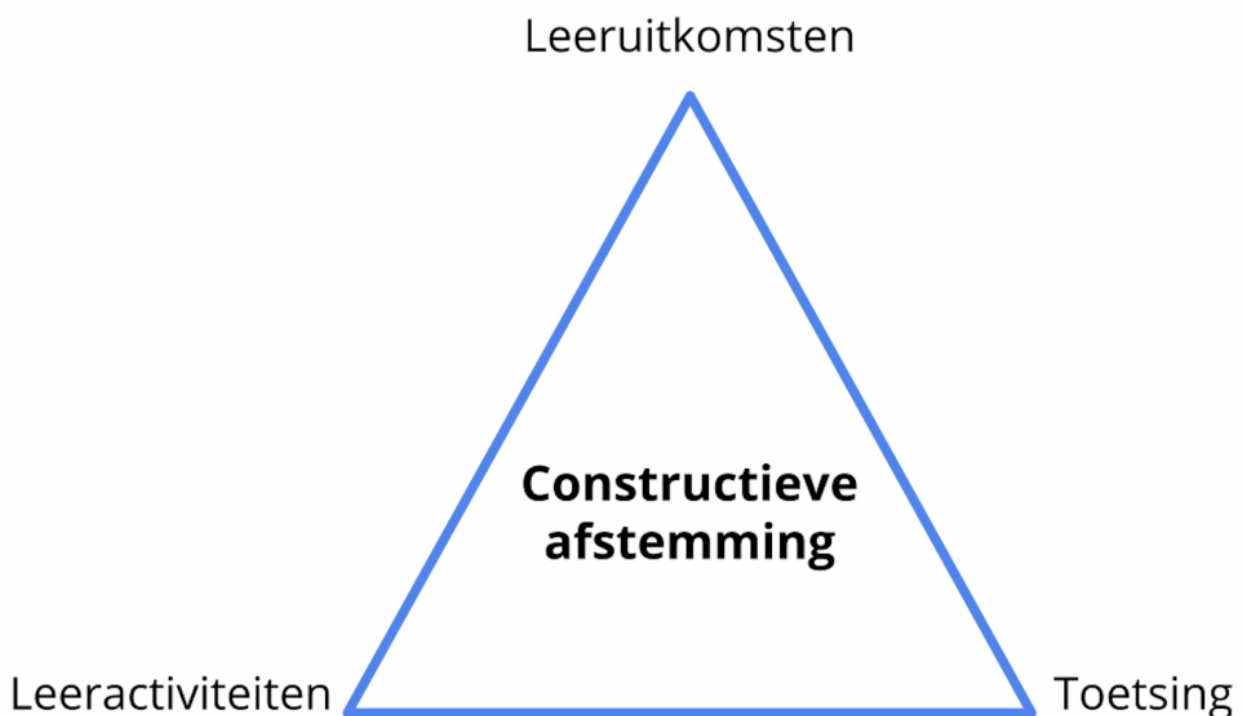 Leeruitkomsten
Constructieve
afstemming
Leeractiviteiten
Toetsing